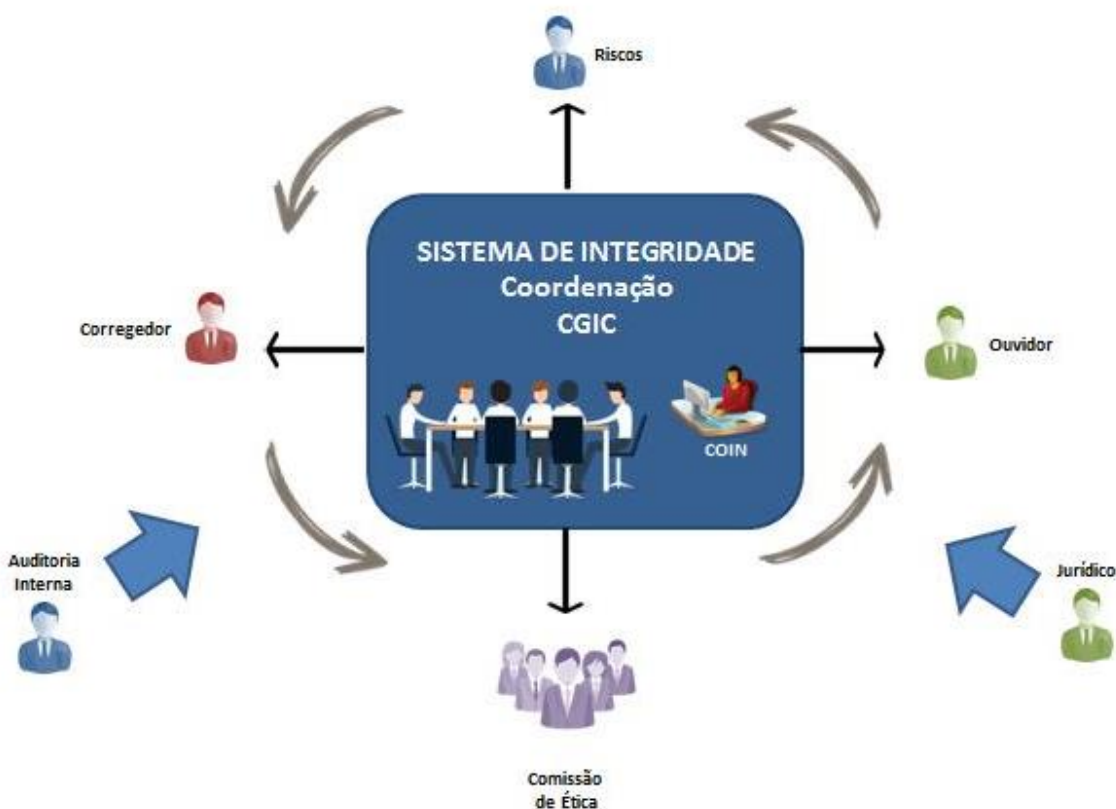 Riscos
SISTEMA DE INTEGRIDADE
Coordenação
CGIC
COIN
Corregedor
Ouvidor
Auditoria
Interna
Jurídico
Comissão
de Ética